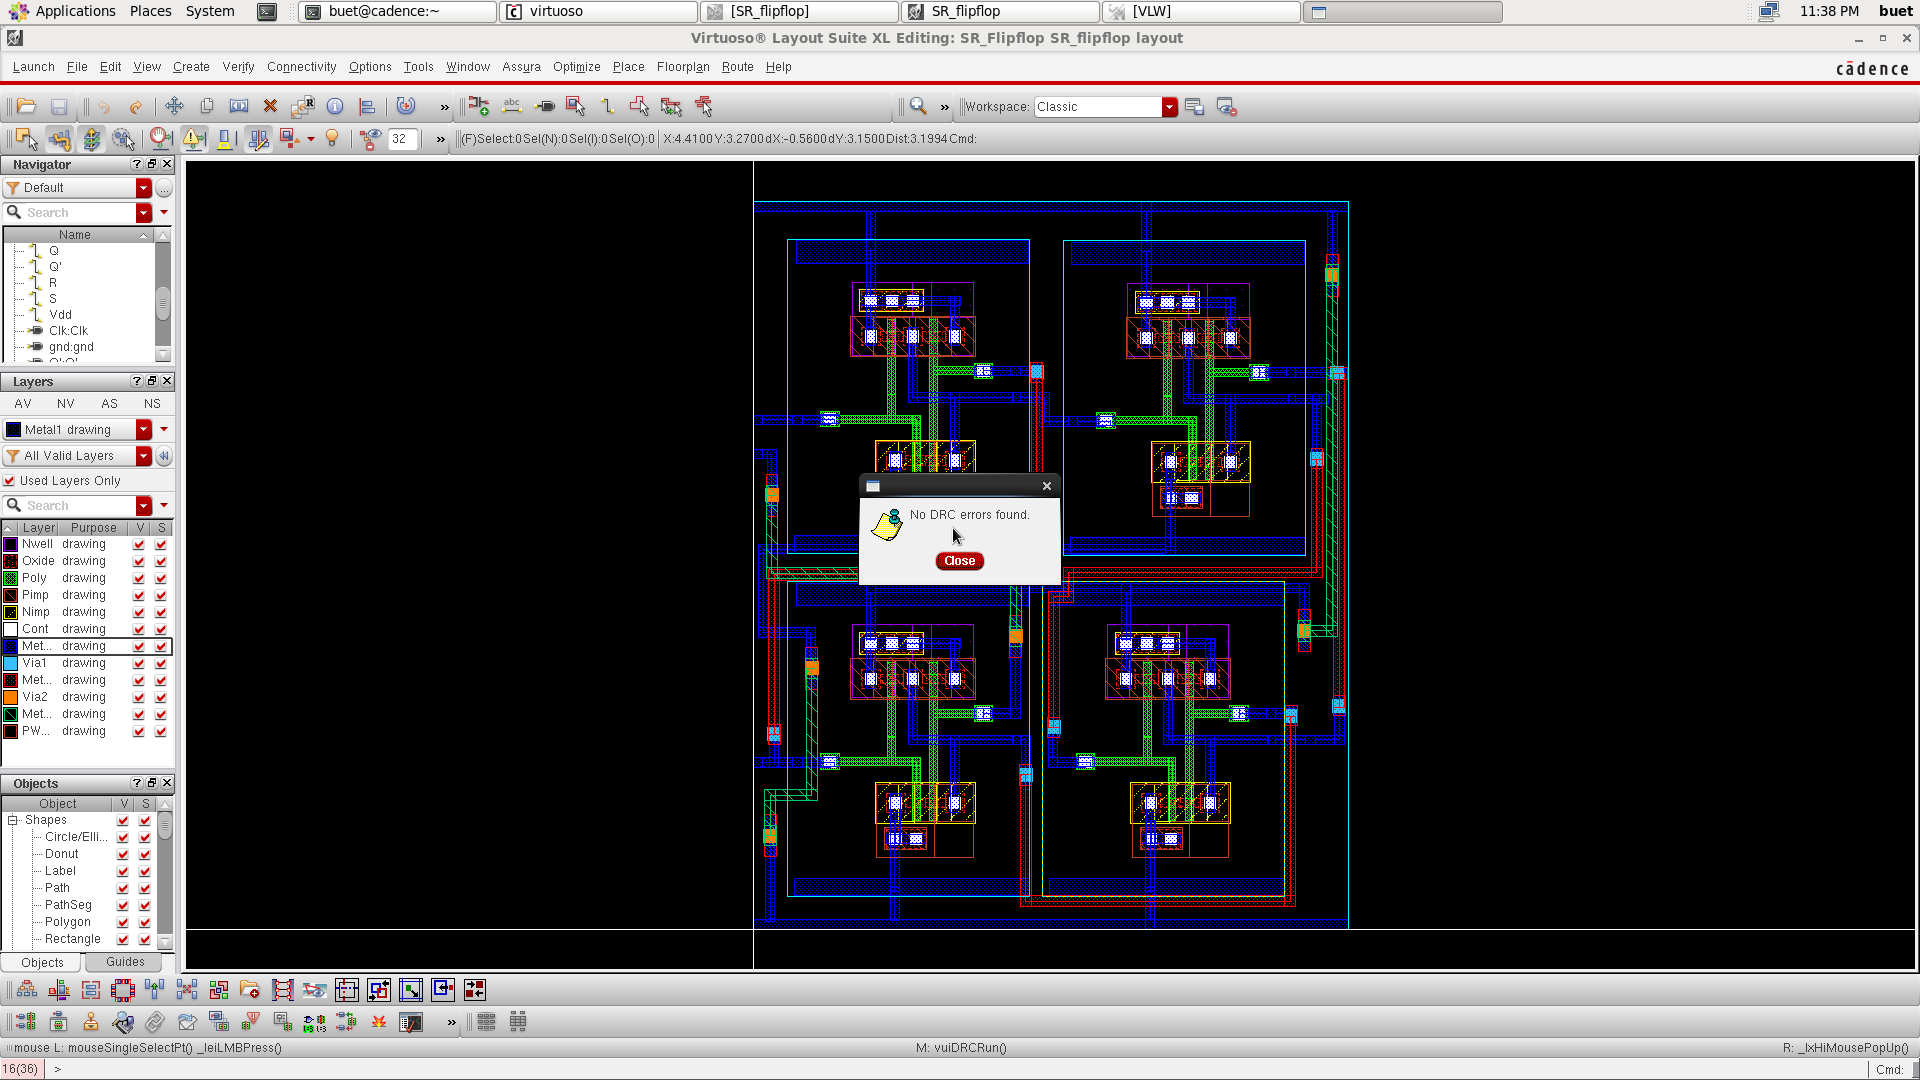 Applications Places System buet@cadence:~ virtuoso [SR_flipflop] SR_flipflop [VLW] 11:38 PM buet
Virtuoso® Layout Suite XL Editing: SR_Flipflop SR_flipflop layout
Launch File Edit View Create Verify Connectivity Options Tools Window Assura Optimize Place Floorplan Route Help cādence
abc R » » Workspace: Classic
32 » (F)Select:0 Sel(N):0 Sel(I):0 Sel(O):0 X:4.4100 Y:3.2700 dX:-0.5600 dY:3.1500 Dist:3.1994 Cmd:
Navigator
Default
Search
Name
Q
Q'
R
S
Vdd
Clk:Clk
gnd:gnd
Layers
AV NV AS NS
Metal1 drawing
All Valid Layers
Used Layers Only
Search
Layer Purpose V S
Nwell drawing
Oxide drawing
Poly drawing
Pimp drawing
Nimp drawing
Cont drawing
Met... drawing
Via1 drawing
Met... drawing
Via2 drawing
Met... drawing
PW... drawing
No DRC errors found.
Close
Objects
Object V S
Shapes
Circle/Elli...
Donut
Label
Path
PathSeg
Polygon
Rectangle
Objects Guides
mouse L: mouseSingleSelectPt() _leiLMBPress() M: vuiDRCRun() R: _lxHiMousePopUp()
16(36) > Cmd: